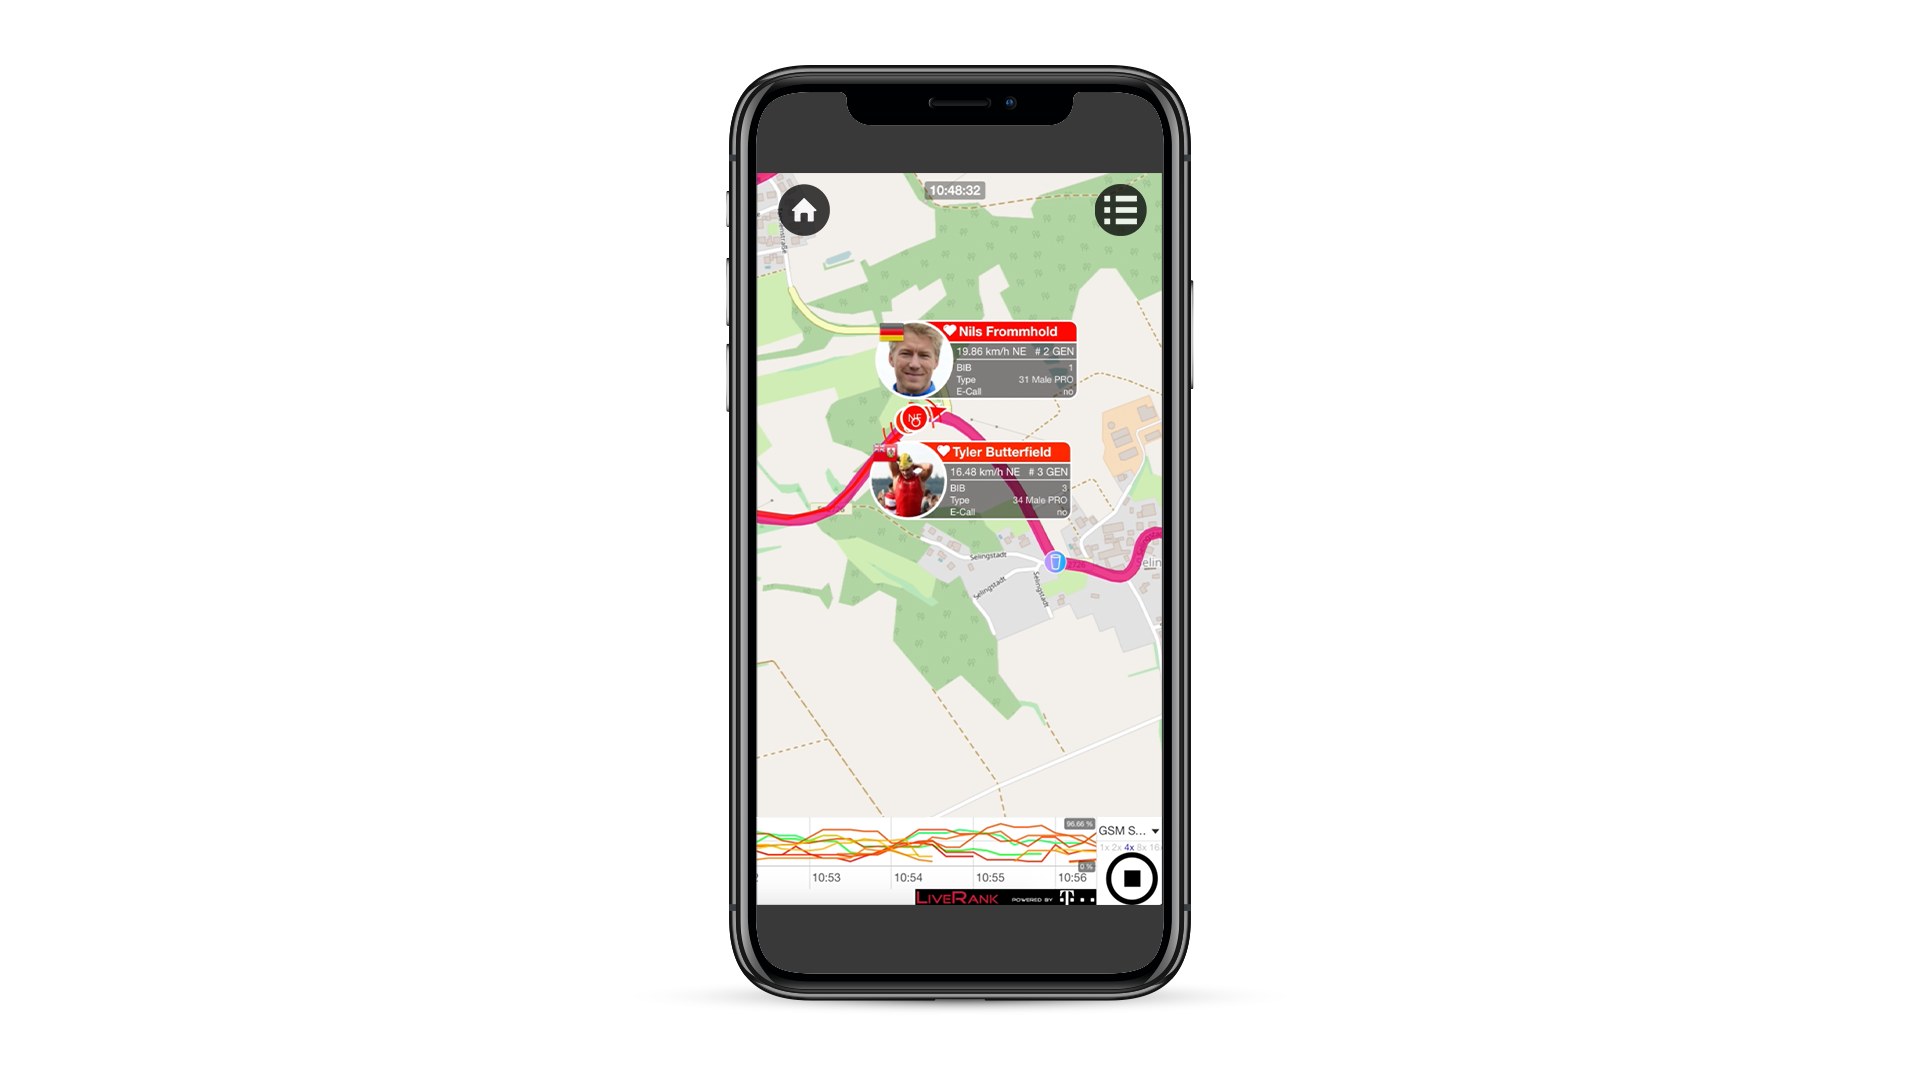 10:48:32
Nils Frommhold
19.86 km/h NE # 2 GEN
BIB 1
Type 31 Male PRO
E-Call no
NE
Tyler Butterfield
16.48 km/h NE # 3 GEN
BIB 3
Type 34 Male PRO
E-Call no
Selingstadt
Selingstadt
Selingstadt
Selin
96.66 %
GSM S...
1x 2x 4x 8x 16
0 %
10:53
10:54
10:55
10:56
LIVERANK
POWERED BY
T